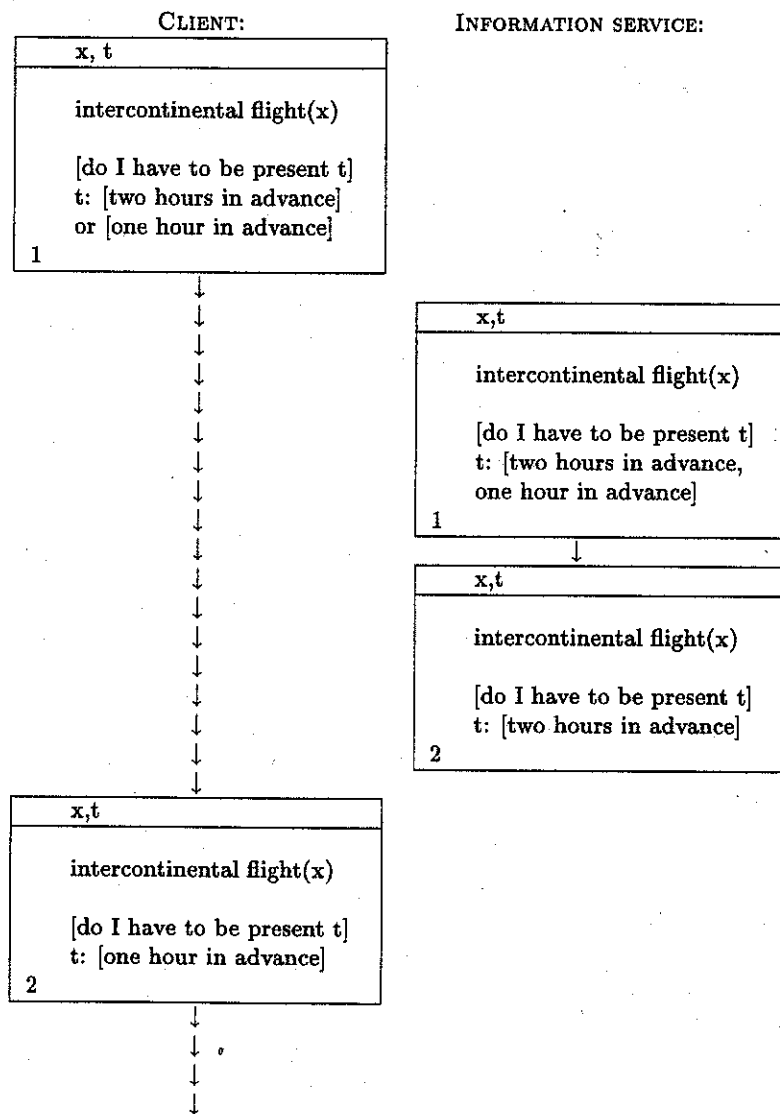 CLIENT:
INFORMATION SERVICE:
x, t
intercontinental flight(x)
[do I have to be present t]
t: [two hours in advance]
or [one hour in advance]
1
x,t
intercontinental flight(x)
[do I have to be present t]
t: [two hours in advance,
one hour in advance]
1
x,t
intercontinental flight(x)
[do I have to be present t]
t: [two hours in advance]
2
x,t
intercontinental flight(x)
[do I have to be present t]
t: [one hour in advance]
2